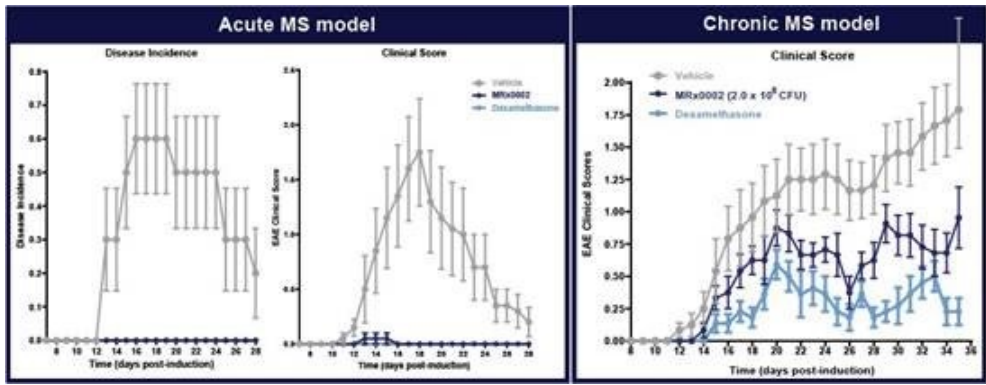 Acute MS model
Disease Incidence
Disease Incidence
0.8
0.7
0.6
0.5
0.4
0.3
0.2
0.1
0.0
8 10 12 14 16 18 20 22 24 26 28
Time (days post-induction)
Clinical Score
Vehicle
MRx0002
Dexamethasone
EAE Clinical Score
8 10 12 14 16 18 20 22 24 26 28
Time (days post-induction)
Chronic MS model
Clinical Score
Vehicle
MRx0002 (2.0 x 10⁸ CFU)
Dexamethasone
EAE Clinical Scores
2.00
1.75
1.50
1.25
1.00
0.75
0.50
0.25
0.00
8 10 12 14 16 18 20 22 24 26 28 30 32 34 36
Time (days post-induction)